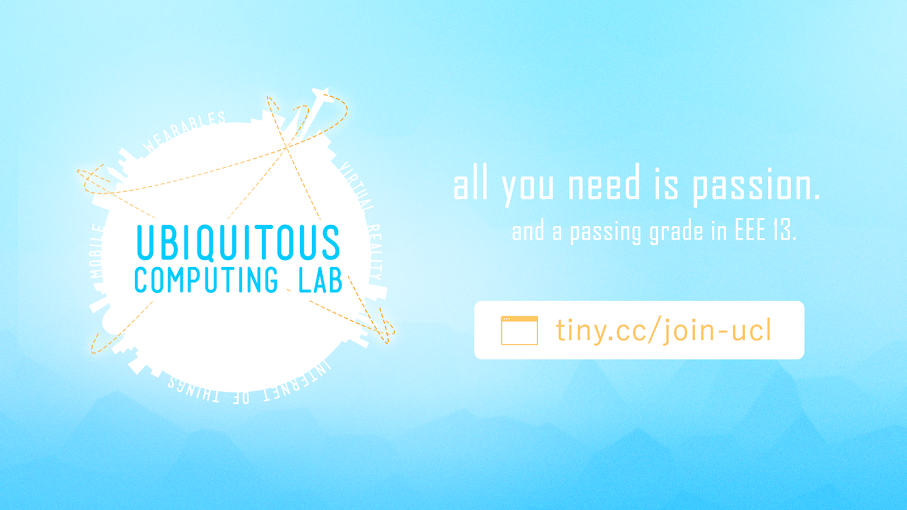 WEARABLES
VIRTUAL REALITY
INTERNET OF THINGS
MOBILE
UBIQUITOUS
COMPUTING LAB
all you need is passion.
and a passing grade in EEE 13.
tiny.cc/join-ucl